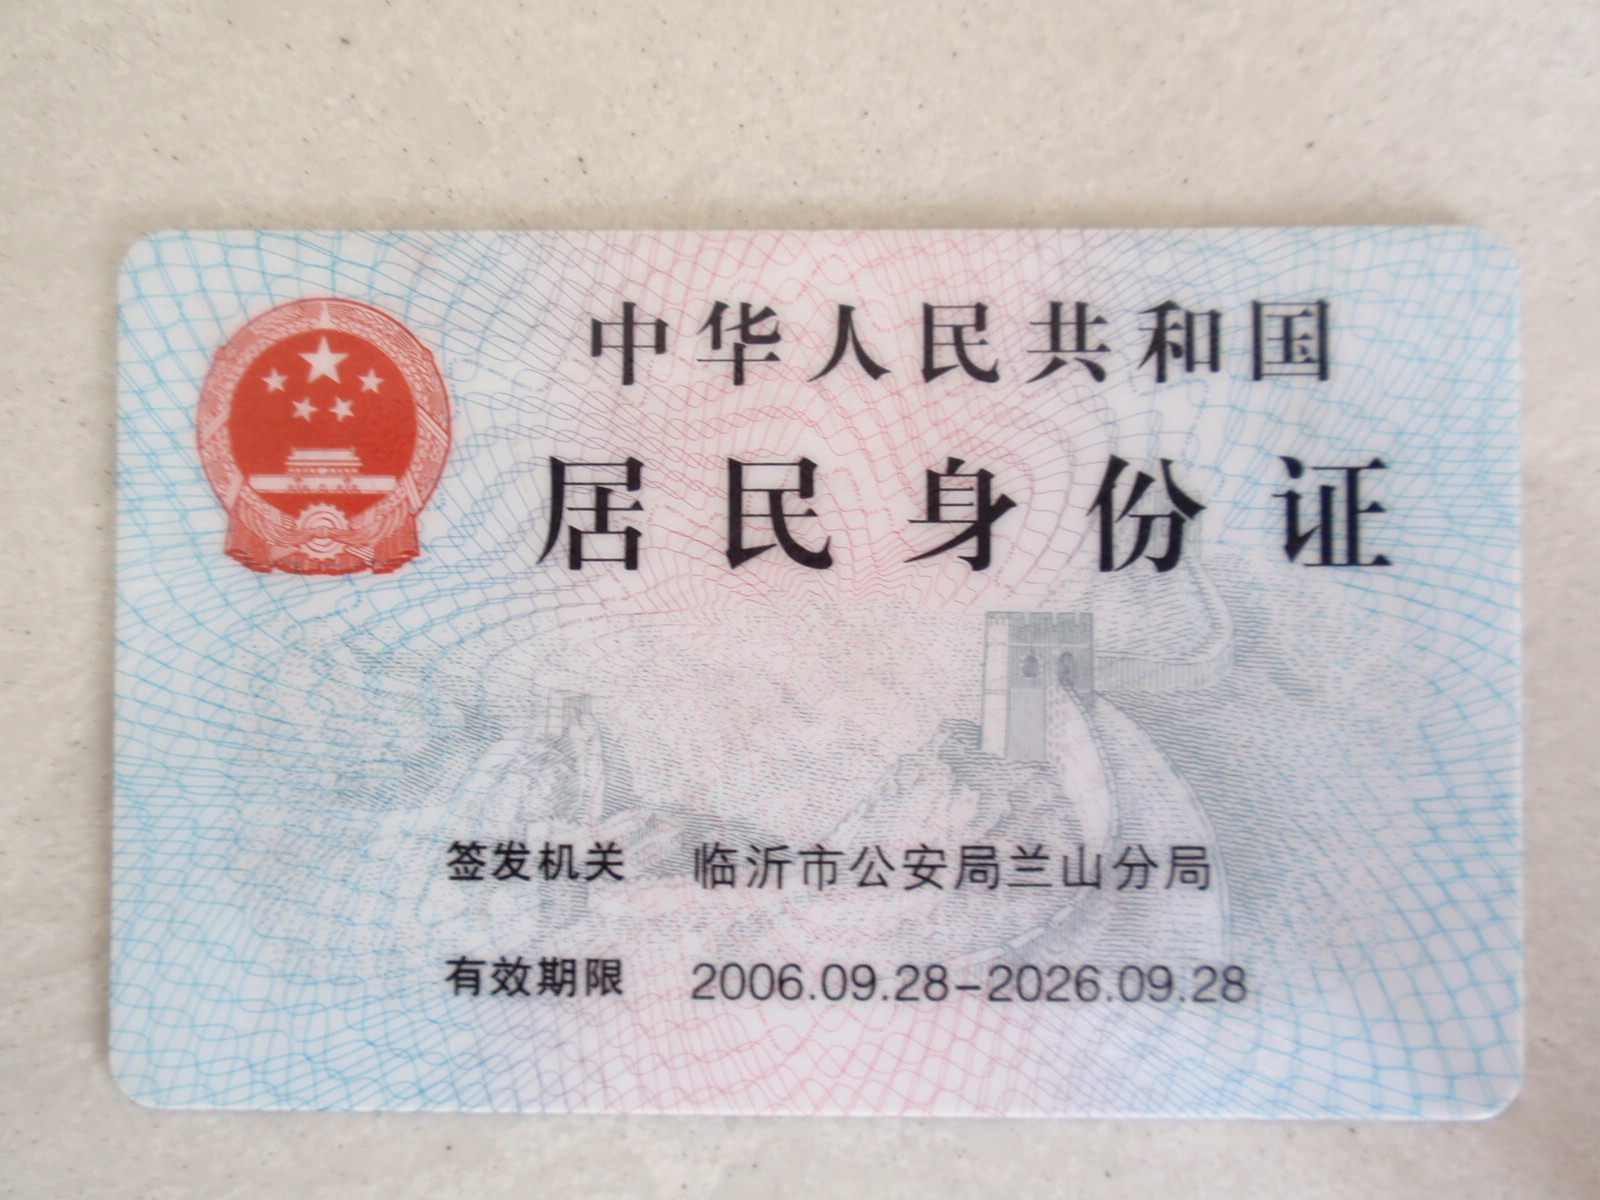 中华人民共和国
居民身份证
签发机关 临沂市公安局兰山分局
有效期限 2006.09.28-2026.09.28